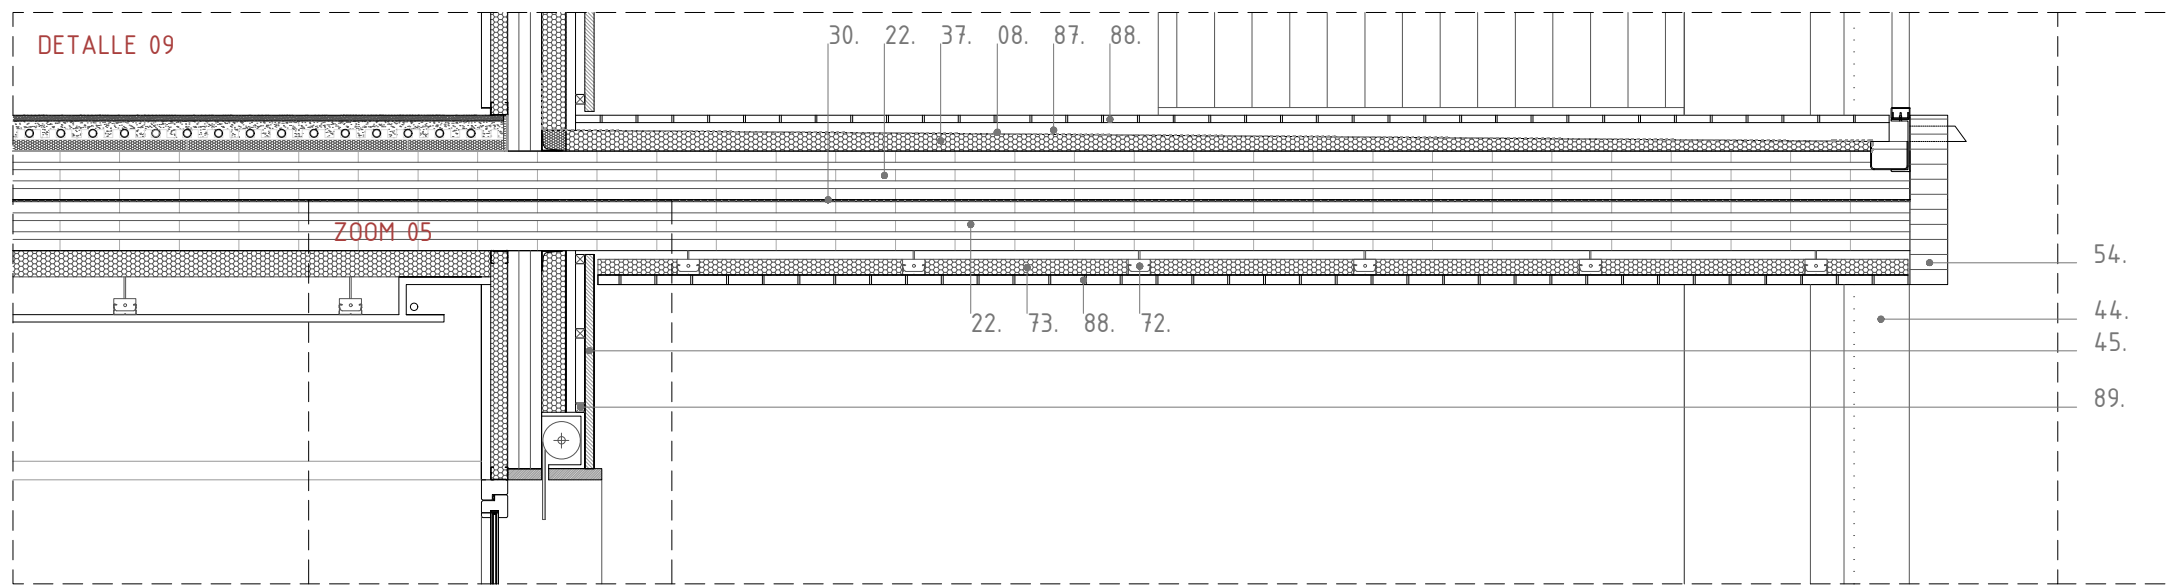 DETALLE 09
30. 22. 37. 08. 87. 88.
ZOOM 05
54.
44.
22. 73. 88. 72.
45.
89.